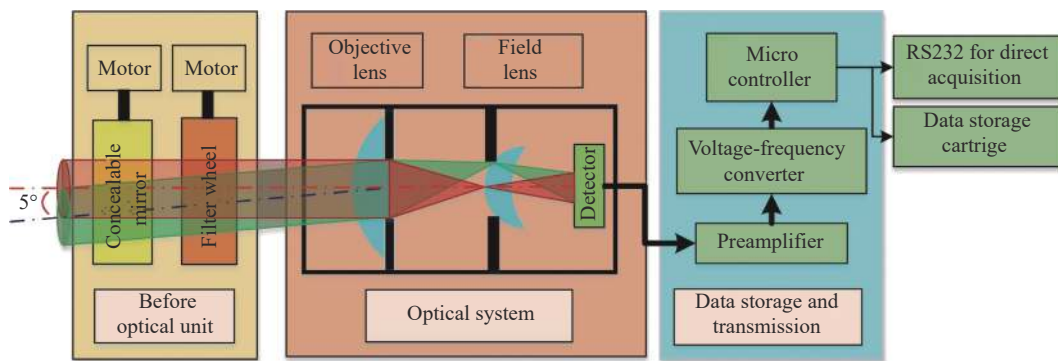 Motor
Motor
Concealable
mirror
Filter wheel
5°
Before
optical unit
Objective
lens
Field
lens
Detector
Optical system
Micro
controller
Voltage-frequency
converter
Preamplifier
Data storage and
transmission
RS232 for direct
acquisition
Data storage
cartrige